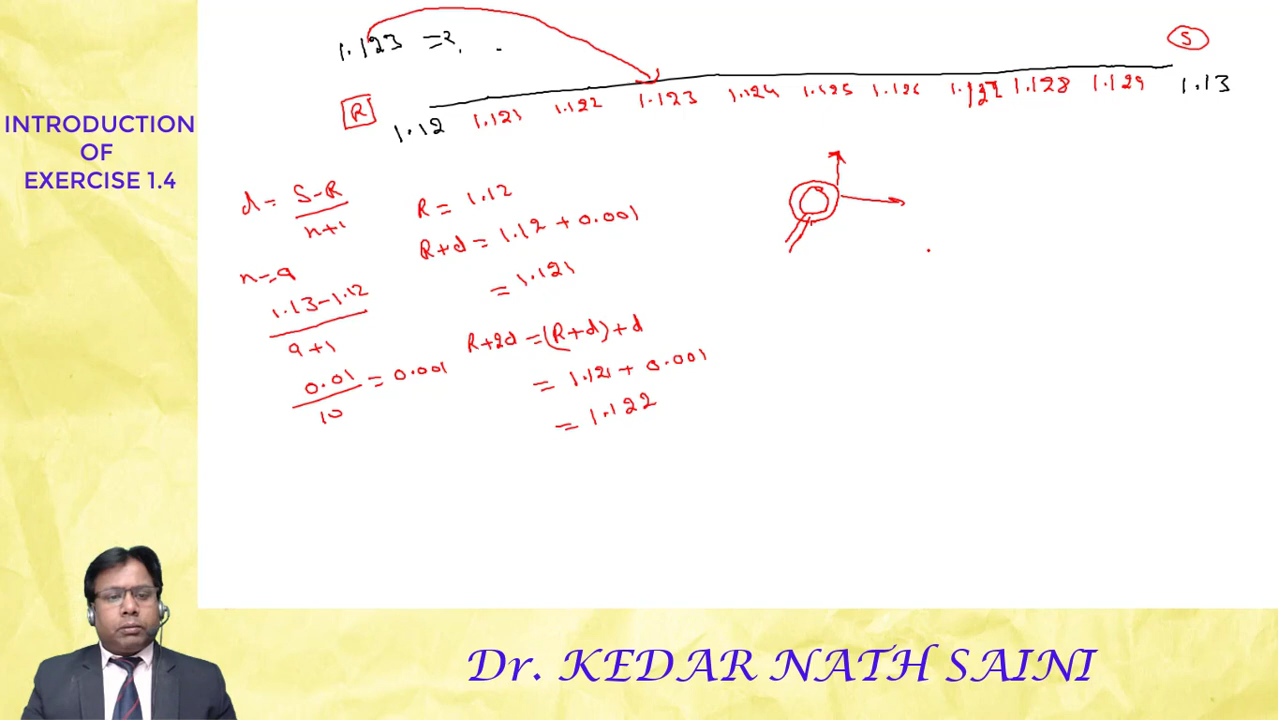 INTRODUCTION
OF
EXERCISE 1.4
1.123 = ?
S
R
1.12 1.121 1.122 1.123 1.124 1.125 1.126 1.127 1.128 1.129 1.13
d = S-R / n+1
n = 9
1.13-1.12 / 9+1
0.01 / 10 = 0.001
R = 1.12
R+d = 1.12 + 0.001
= 1.121
R+2d = (R+d)+d
= 1.121 + 0.001
= 1.122
Dr. KEDAR NATH SAINI